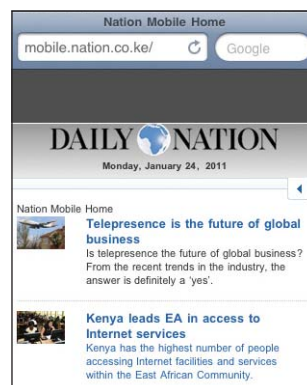 Nation Mobile Home
mobile.nation.co.ke/
Google
DAILY NATION
Monday, January 24, 2011
Nation Mobile Home
Telepresence is the future of global
business
Is telepresence the future of global business?
From the recent trends in the industry, the
answer is definitely a 'yes'.
Kenya leads EA in access to
Internet services
Kenya has the highest number of people
accessing Internet facilities and services
within the East African Community.